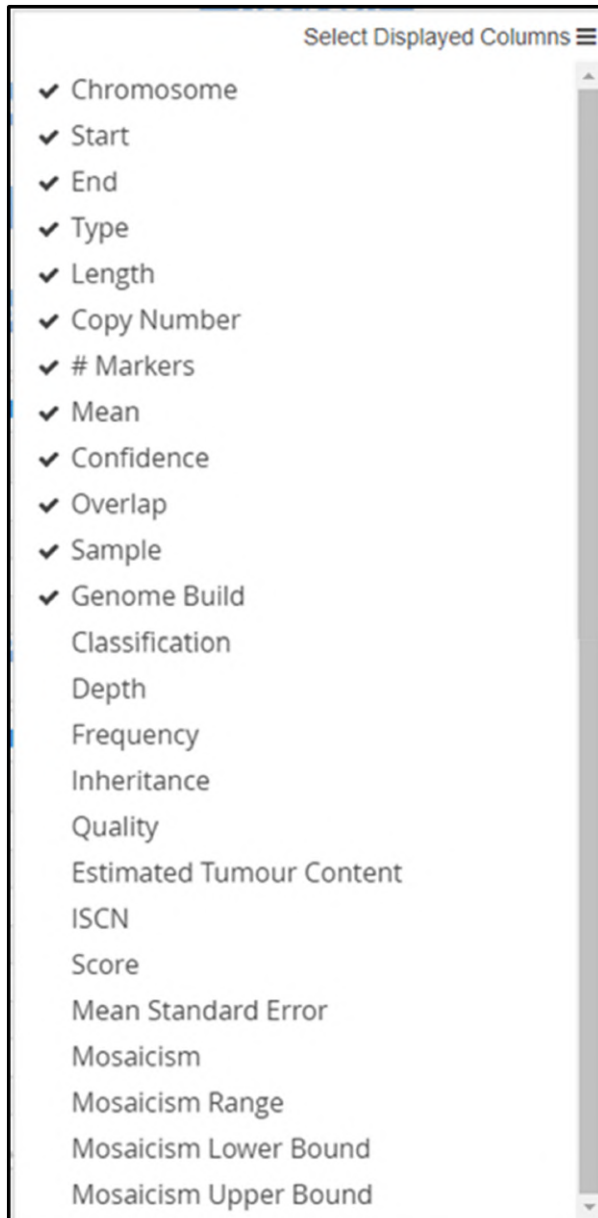 Select Displayed Columns
Chromosome
Start
End
Type
Length
Copy Number
# Markers
Mean
Confidence
Overlap
Sample
Genome Build
Classification
Depth
Frequency
Inheritance
Quality
Estimated Tumour Content
ISCN
Score
Mean Standard Error
Mosaicism
Mosaicism Range
Mosaicism Lower Bound
Mosaicism Upper Bound